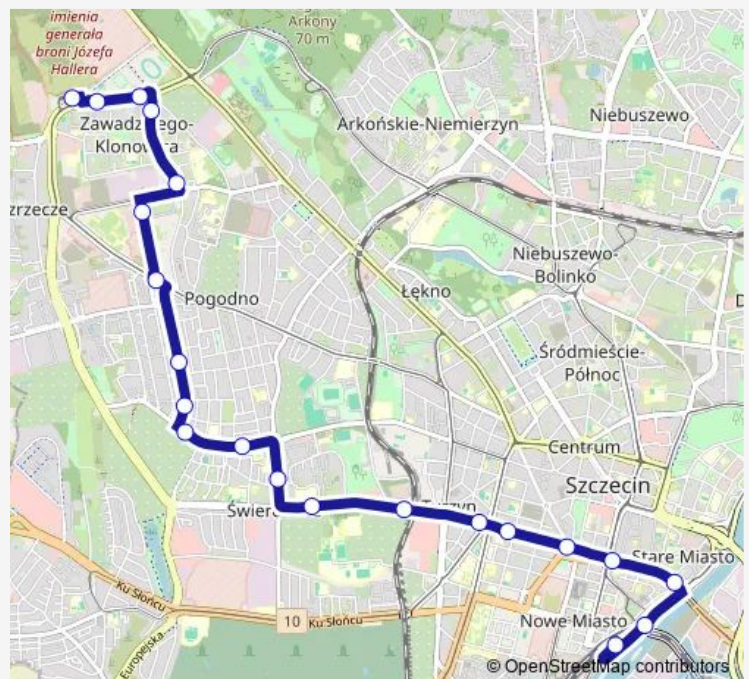 imienia
generała
broni Józefa
Hallera
Arkony
70 m
Niebuszewo
Arkońskie-Niemierzyn
Klonowica
Niebuszewo-
Bolinko
Łękno
Pogodno
Śródmieście-
Północ
Centrum
Szczecin
Stare Miasto
Ku Słońcu
10
Ku Słońcu
Nowe Miasto
Europejska
© OpenStreetMap contributors